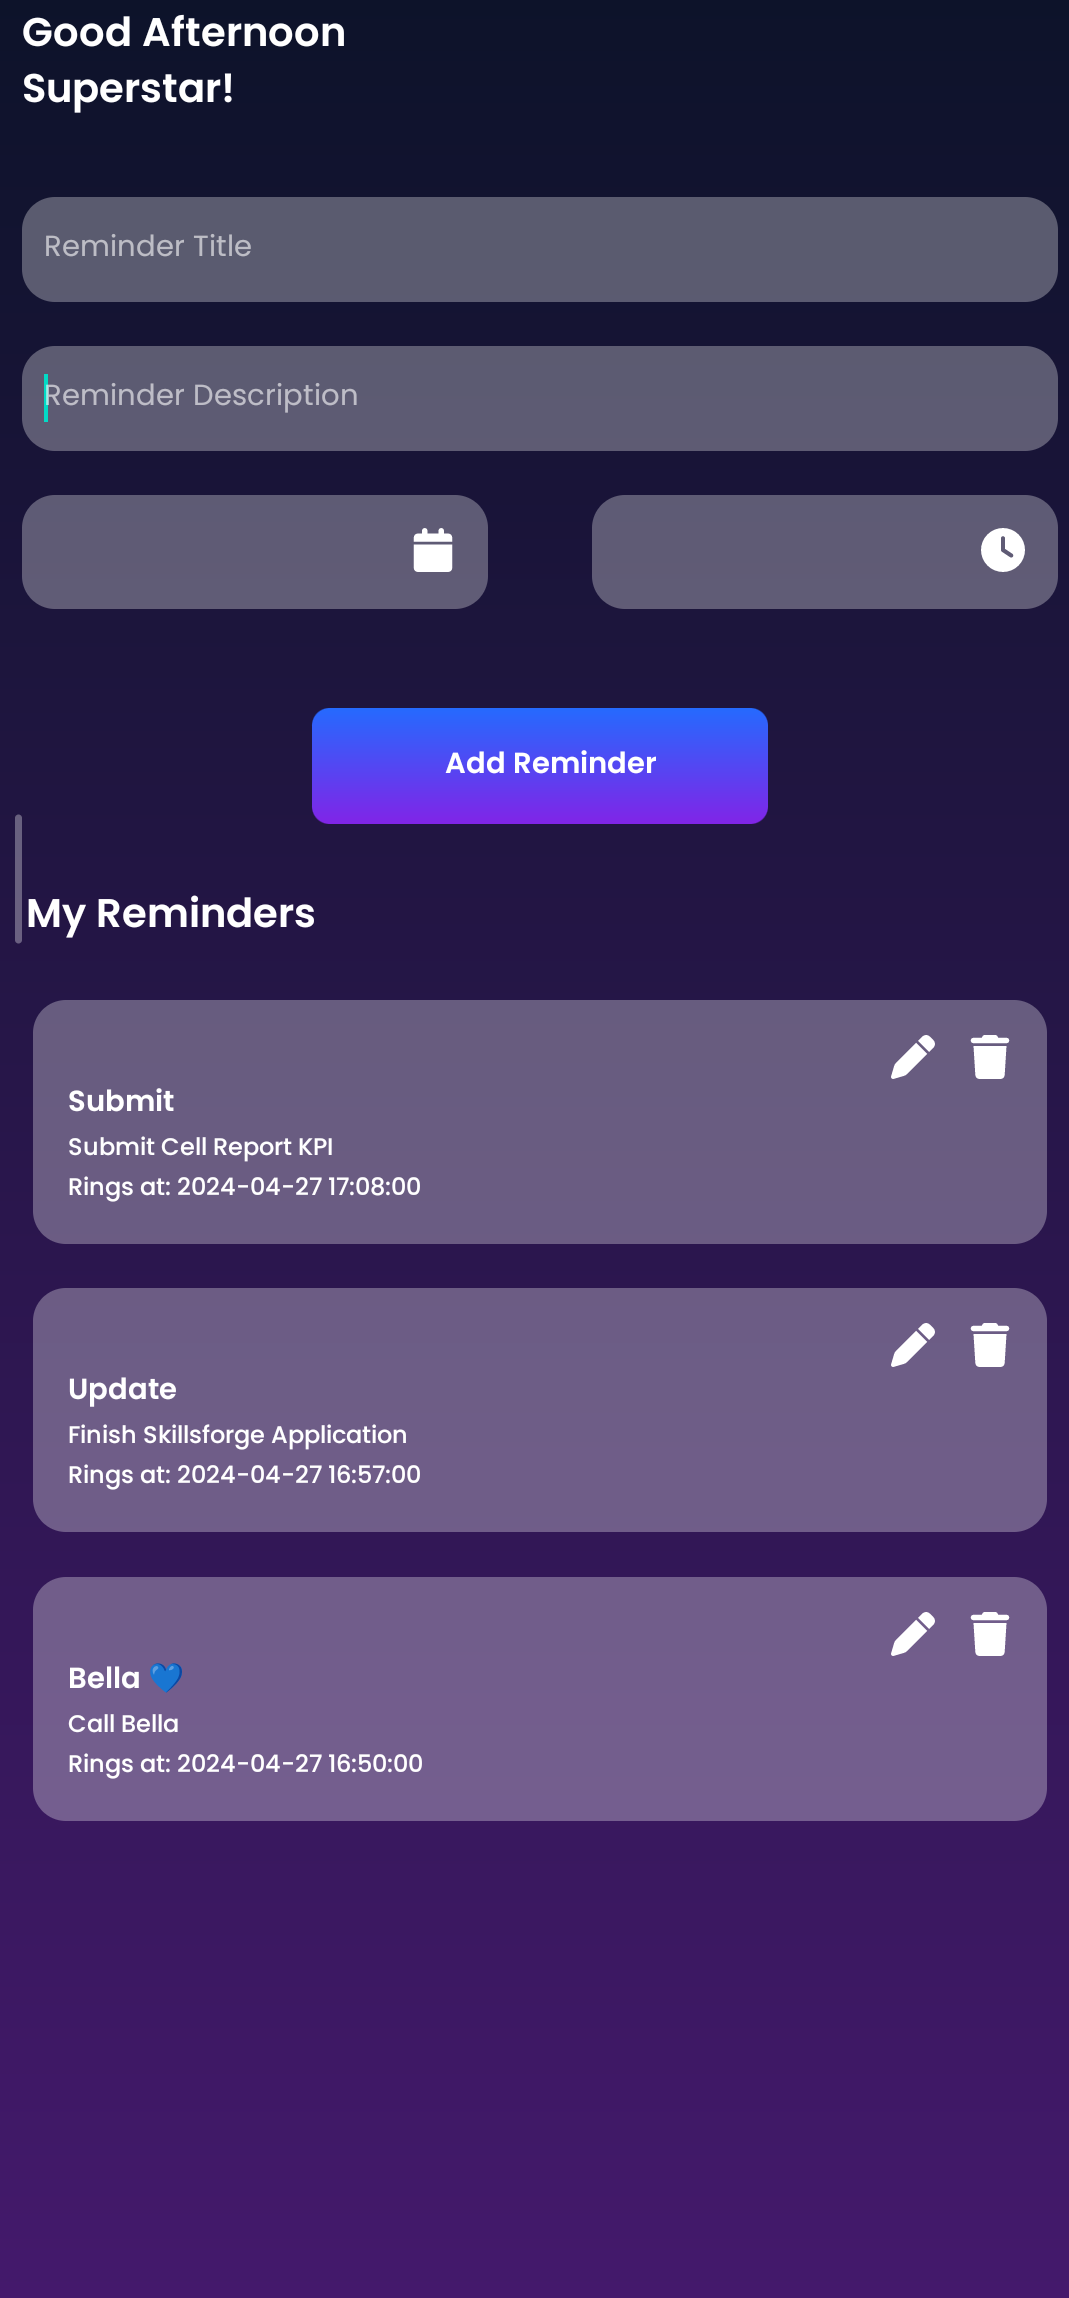 Good Afternoon
Superstar!
Reminder Title
Reminder Description
Add Reminder
My Reminders
Submit
Submit Cell Report KPI
Rings at: 2024-04-27 17:08:00
Update
Finish Skillsforge Application
Rings at: 2024-04-27 16:57:00
Bella 💙
Call Bella
Rings at: 2024-04-27 16:50:00